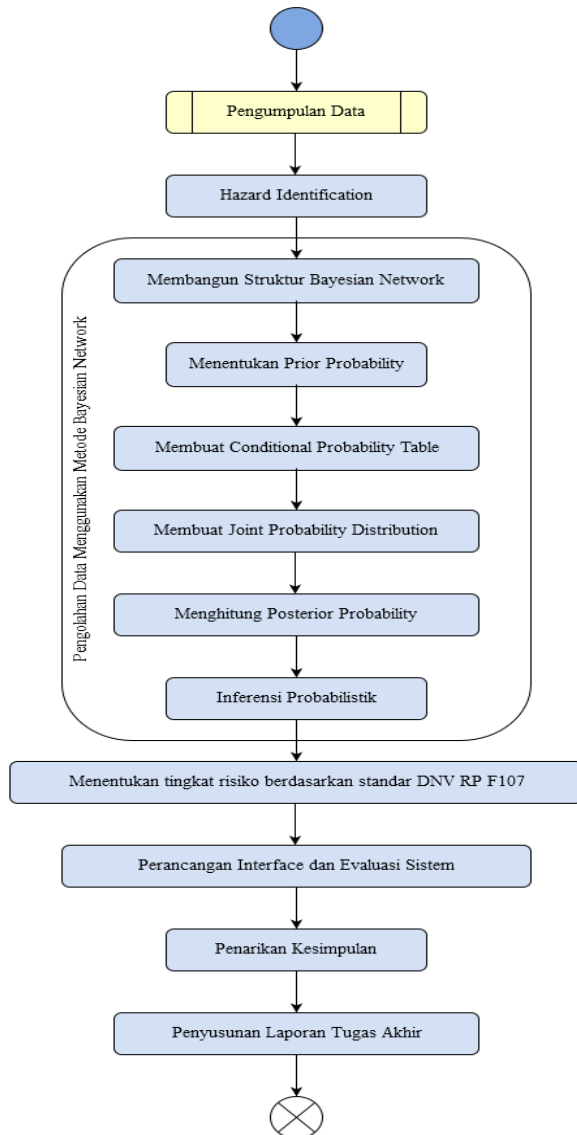 Pengumpulan Data
Hazard Identification
Pengolahan Data Menggunakan Metode Bayesian Network
Membangun Struktur Bayesian Network
Menentukan Prior Probability
Membuat Conditional Probability Table
Membuat Joint Probability Distribution
Menghitung Posterior Probability
Inferensi Probabilistik
Menentukan tingkat risiko berdasarkan standar DNV RP F107
Perancangan Interface dan Evaluasi Sistem
Penarikan Kesimpulan
Penyusunan Laporan Tugas Akhir